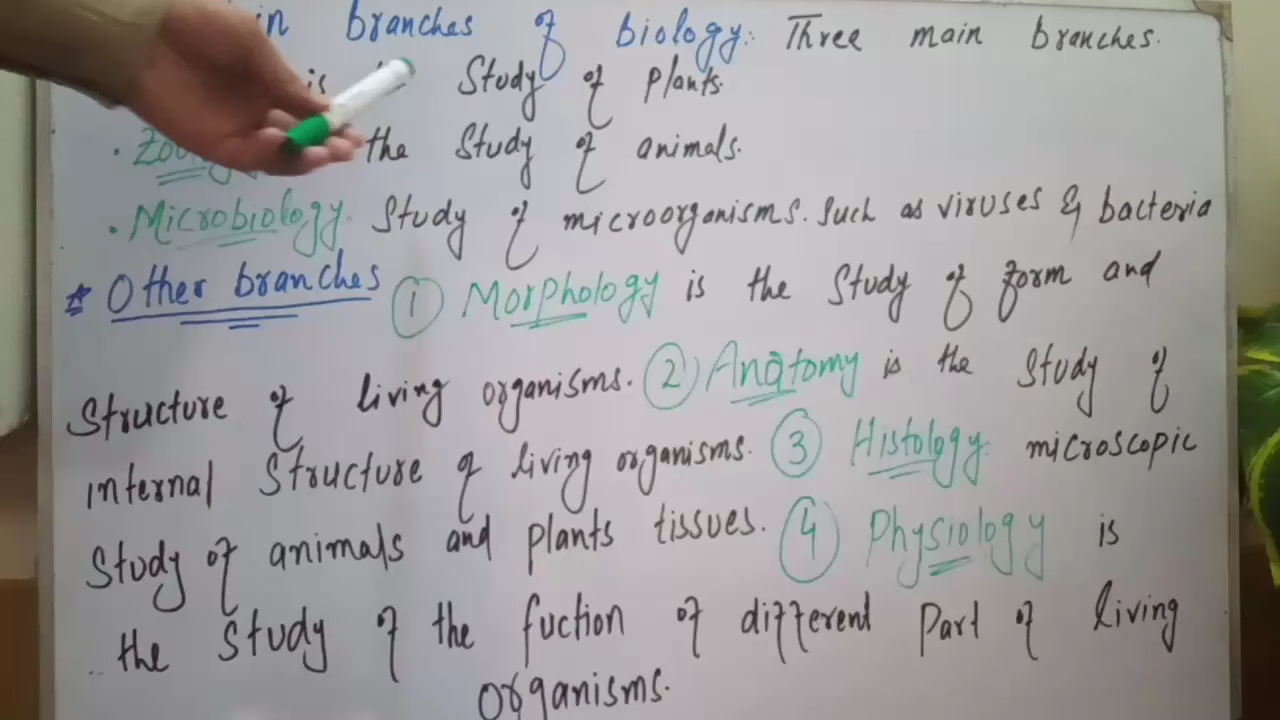 in branches of biology: Three main branches.
is Study of plants.
• the Study of animals.
• Microbiology. Study of microorganisms. Such as viruses & bacteria
* Other branches ① Morphology is the Study of form and
Structure of living organisms. ② Anatomy is the Study of
internal Structure of living organisms. ③ Histology microscopic
Study of animals and plants tissues. ④ Physiology is
the Study of the fuction of different Part of living
organisms.